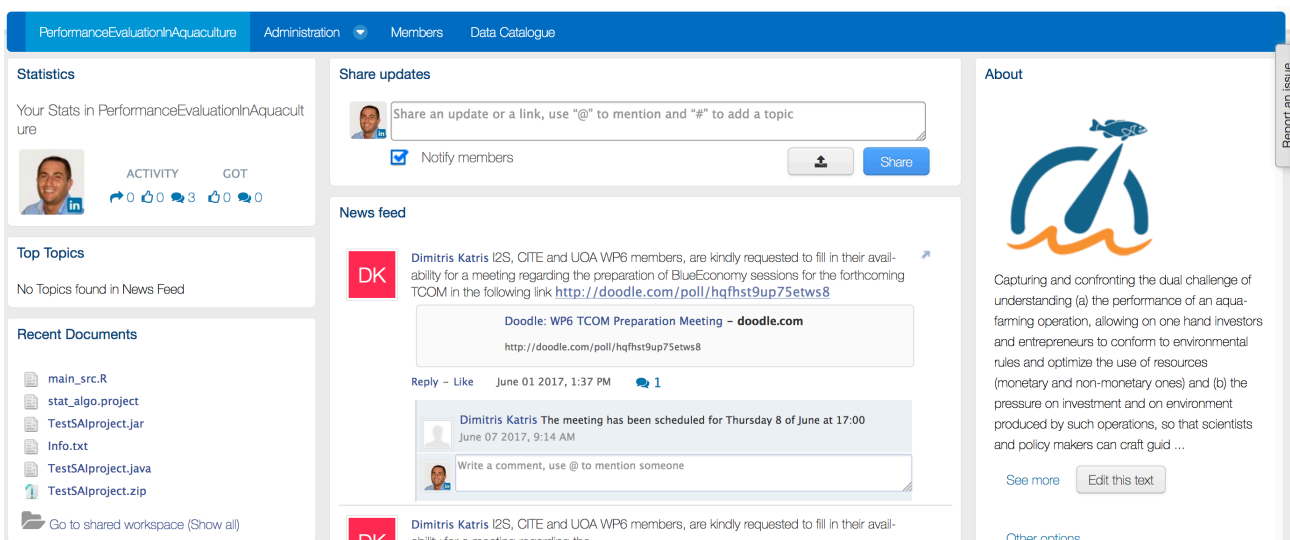 PerformanceEvaluationInAquaculture Administration Members Data Catalogue
Report an issue
Statistics
Your Stats in PerformanceEvaluationInAquacult
ure
in
ACTIVITY GOT
0 0 3 0 0
Top Topics
No Topics found in News Feed
Recent Documents
main_src.R
stat_algo.project
TestSAIproject.jar
Info.txt
TestSAIproject.java
TestSAIproject.zip
Go to shared workspace (Show all)
Share updates
in
Share an update or a link, use “@” to mention and “#” to add a topic
Notify members
Share
News feed
DK
Dimitris Katris I2S, CITE and UOA WP6 members, are kindly requested to fill in their avail-
ability for a meeting regarding the preparation of BlueEconomy sessions for the forthcoming
TCOM in the following link http://doodle.com/poll/hqfhst9up75etws8
Doodle: WP6 TCOM Preparation Meeting – doodle.com
http://doodle.com/poll/hqfhst9up75etws8
Reply – Like June 01 2017, 1:37 PM 1
Dimitris Katris The meeting has been scheduled for Thursday 8 of June at 17:00
June 07 2017, 9:14 AM
Write a comment, use @ to mention someone
DK
Dimitris Katris I2S, CITE and UOA WP6 members, are kindly requested to fill in their avail-
ability for a meeting regarding the
About
Capturing and confronting the dual challenge of
understanding (a) the performance of an aqua-
farming operation, allowing on one hand investors
and entrepreneurs to conform to environmental
rules and optimize the use of resources
(monetary and non-monetary ones) and (b) the
pressure on investment and on environment
produced by such operations, so that scientists
and policy makers can craft guid ...
See more Edit this text
Other options